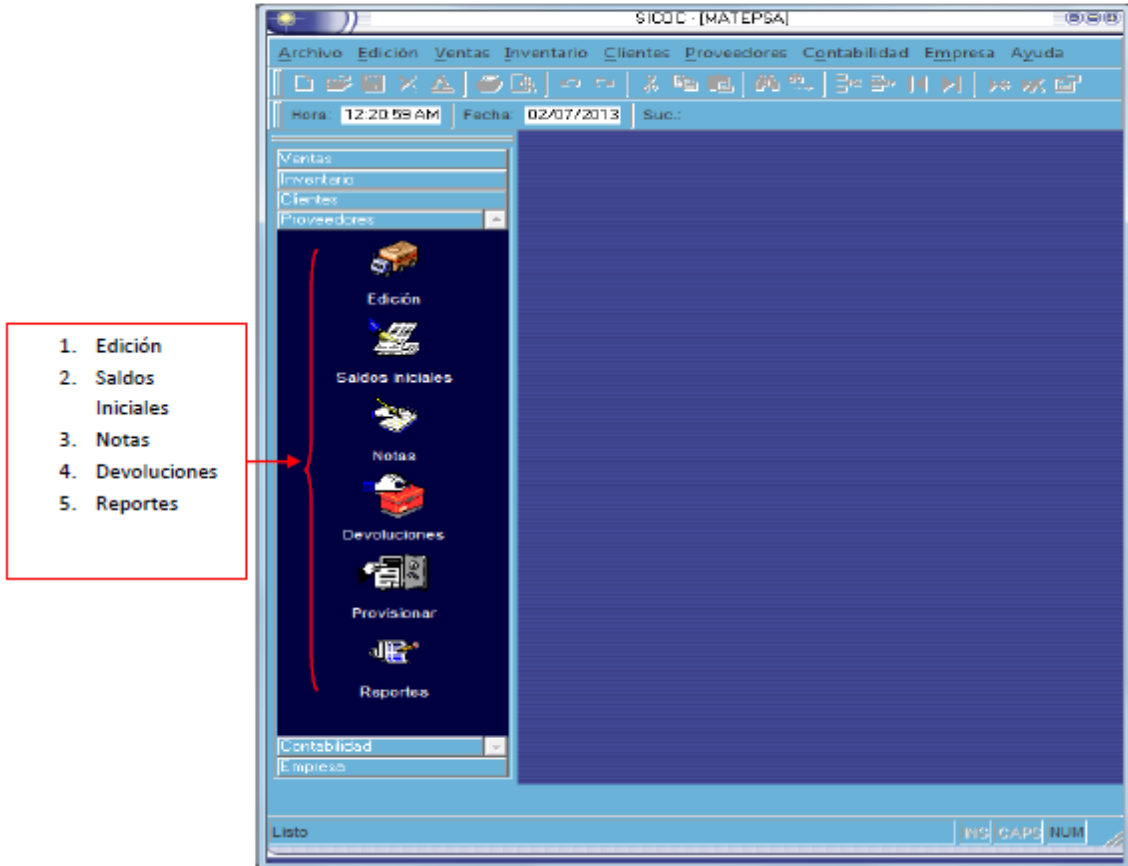 SICOC - [MATEPSA]
Archivo Edición Ventas Inventario Clientes Proveedores Contabilidad Empresa Ayuda
Hora: 12:20:59 AM Fecha: 02/07/2013 Suc.:
Ventas
Inventario
Clientes
Proveedores
Edición
Saldos iniciales
Notas
Devoluciones
Provisionar
Reportes
Contabilidad
Empresa
Listo
INS CAPS NUM
1. Edición
2. Saldos
Iniciales
3. Notas
4. Devoluciones
5. Reportes